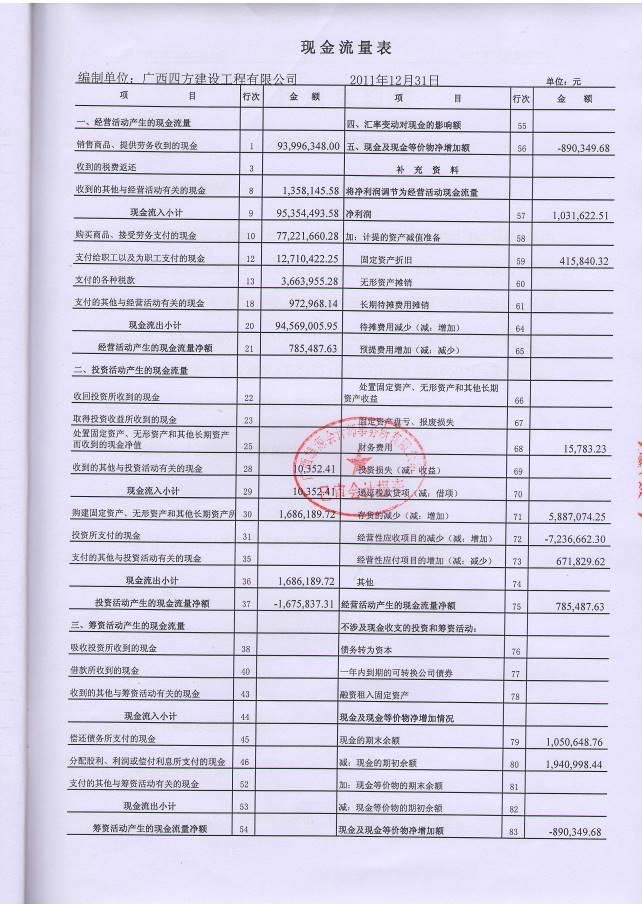 现金流量表
编制单位：广西四方建设工程有限公司 2011年12月31日 单位：元
项 目 行次 金 额 项 目 行次 金 额
一、经营活动产生的现金流量 四、汇率变动对现金的影响额 55
销售商品、提供劳务收到的现金 1 93,996,348.00 五、现金及现金等价物净增加额 56 -890,349.68
收到的税费返还 3 补 充 资 料
收到的其他与经营活动有关的现金 8 1,358,145.58 将净利润调节为经营活动现金流量
现金流入小计 9 95,354,493.58 净利润 57 1,031,622.51
购买商品、接受劳务支付的现金 10 77,221,660.28 加：计提的资产减值准备 58
支付给职工以及为职工支付的现金 12 12,710,422.25 固定资产折旧 59 415,840.32
支付的各种税款 13 3,663,955.28 无形资产摊销 60
支付的其他与经营活动有关的现金 18 972,968.14 长期待摊费用摊销 61
现金流出小计 20 94,569,005.95 待摊费用减少（减：增加） 64
经营活动产生的现金流量净额 21 785,487.63 预提费用增加（减：减少） 65
二、投资活动产生的现金流量
收回投资所收到的现金 22 处置固定资产、无形资产和其他长期资产收益 66
取得投资收益所收到的现金 23 固定资产盘亏、报废损失 67
处置固定资产、无形资产和其他长期资产而收到的现金净值 25 财务费用 68 15,783.23
收到的其他与投资活动有关的现金 28 10,352.41 投资损失（减：收益） 69
现金流入小计 29 10,352.41 递延税款贷项（减：借项） 70
购建固定资产、无形资产和其他长期资产所 30 1,686,189.72 存货的减少（减：增加） 71 5,887,074.25
投资所支付的现金 31 经营性应收项目的减少（减：增加） 72 -7,236,662.30
支付的其他与投资活动有关的现金 35 经营性应付项目的增加（减：减少） 73 671,829.62
现金流出小计 36 1,686,189.72 其他 74
投资活动产生的现金流量净额 37 -1,675,837.31 经营活动产生的现金流量净额 75 785,487.63
三、筹资活动产生的现金流量 不涉及现金收支的投资和筹资活动：
吸收投资所收到的现金 38 债务转为资本 76
借款所收到的现金 40 一年内到期的可转换公司债券 77
收到的其他与筹资活动有关的现金 43 融资租入固定资产 78
现金流入小计 44 现金及现金等价物净增加情况
偿还债务所支付的现金 45 现金的期末余额 79 1,050,648.76
分配股利、利润或偿付利息所支付的现金 46 减：现金的期初余额 80 1,940,998.44
支付的其他与筹资活动有关的现金 52 加：现金等价物的期末余额 81
现金流出小计 53 减：现金等价物的期初余额 82
筹资活动产生的现金流量净额 54 现金及现金等价物净增加额 83 -890,349.68